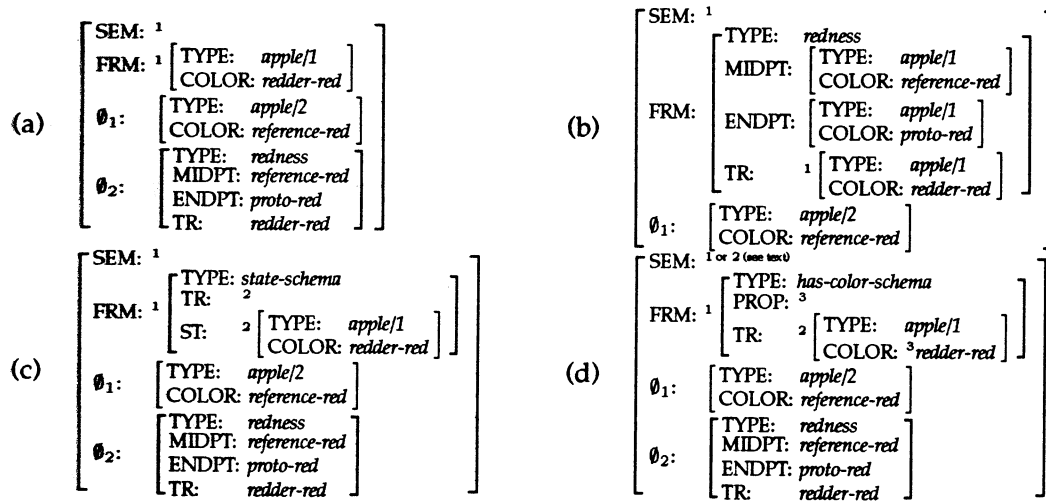 (a)
SEM: 1
FRM: 1 TYPE: apple/1
COLOR: redder-red
∅1: TYPE: apple/2
COLOR: reference-red
∅2: TYPE: redness
MIDPT: reference-red
ENDPT: proto-red
TR: redder-red
(b)
SEM: 1
FRM: TYPE: redness
MIDPT: TYPE: apple/1
COLOR: reference-red
ENDPT: TYPE: apple/1
COLOR: proto-red
TR: 1 TYPE: apple/1
COLOR: redder-red
∅1: TYPE: apple/2
COLOR: reference-red
(c)
SEM: 1
FRM: 1 TYPE: state-schema
TR: 2
ST: 2 TYPE: apple/1
COLOR: redder-red
∅1: TYPE: apple/2
COLOR: reference-red
∅2: TYPE: redness
MIDPT: reference-red
ENDPT: proto-red
TR: redder-red
(d)
SEM: 1 or 2 (see text)
FRM: 1 TYPE: has-color-schema
PROP: 3
TR: 2 TYPE: apple/1
COLOR: 3 redder-red
∅1: TYPE: apple/2
COLOR: reference-red
∅2: TYPE: redness
MIDPT: reference-red
ENDPT: proto-red
TR: redder-red